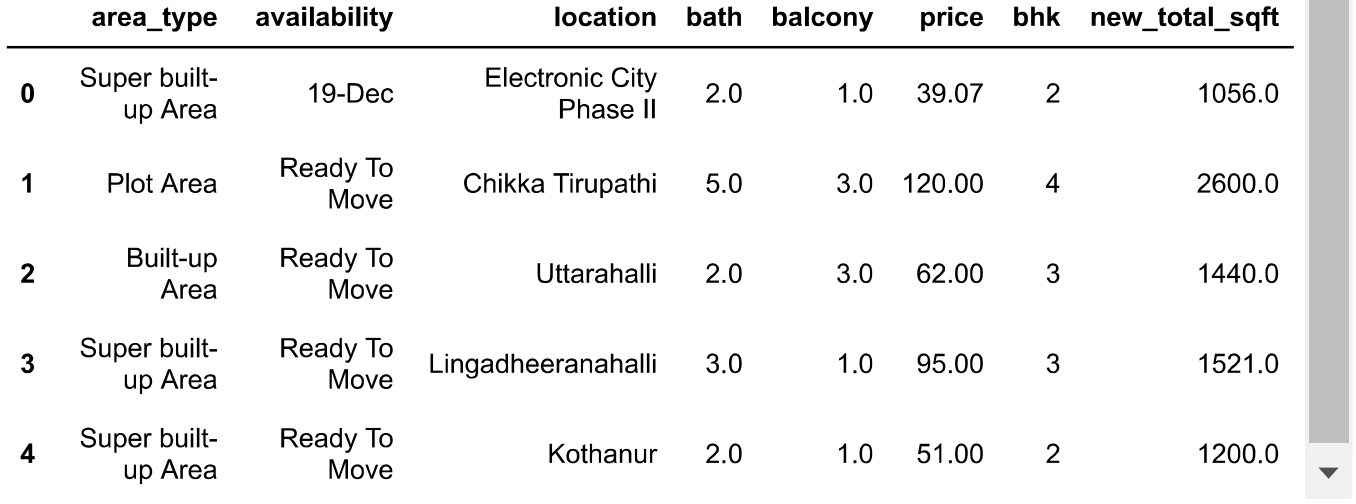 area_type availability location bath balcony price bhk new_total_sqft
0 Super built-up Area 19-Dec Electronic City Phase II 2.0 1.0 39.07 2 1056.0
1 Plot Area Ready To Move Chikka Tirupathi 5.0 3.0 120.00 4 2600.0
2 Built-up Area Ready To Move Uttarahalli 2.0 3.0 62.00 3 1440.0
3 Super built-up Area Ready To Move Lingadheeranahalli 3.0 1.0 95.00 3 1521.0
4 Super built-up Area Ready To Move Kothanur 2.0 1.0 51.00 2 1200.0